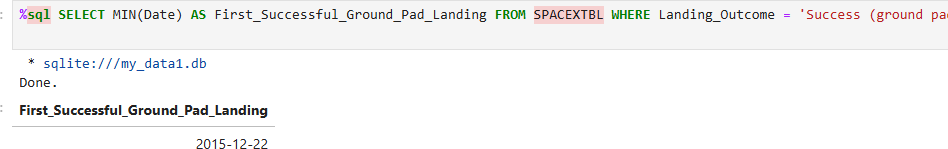 %sql SELECT MIN(Date) AS First_Successful_Ground_Pad_Landing FROM SPACEXTBL WHERE Landing_Outcome = 'Success (ground pa
* sqlite:///my_data1.db
Done.
First_Successful_Ground_Pad_Landing
2015-12-22